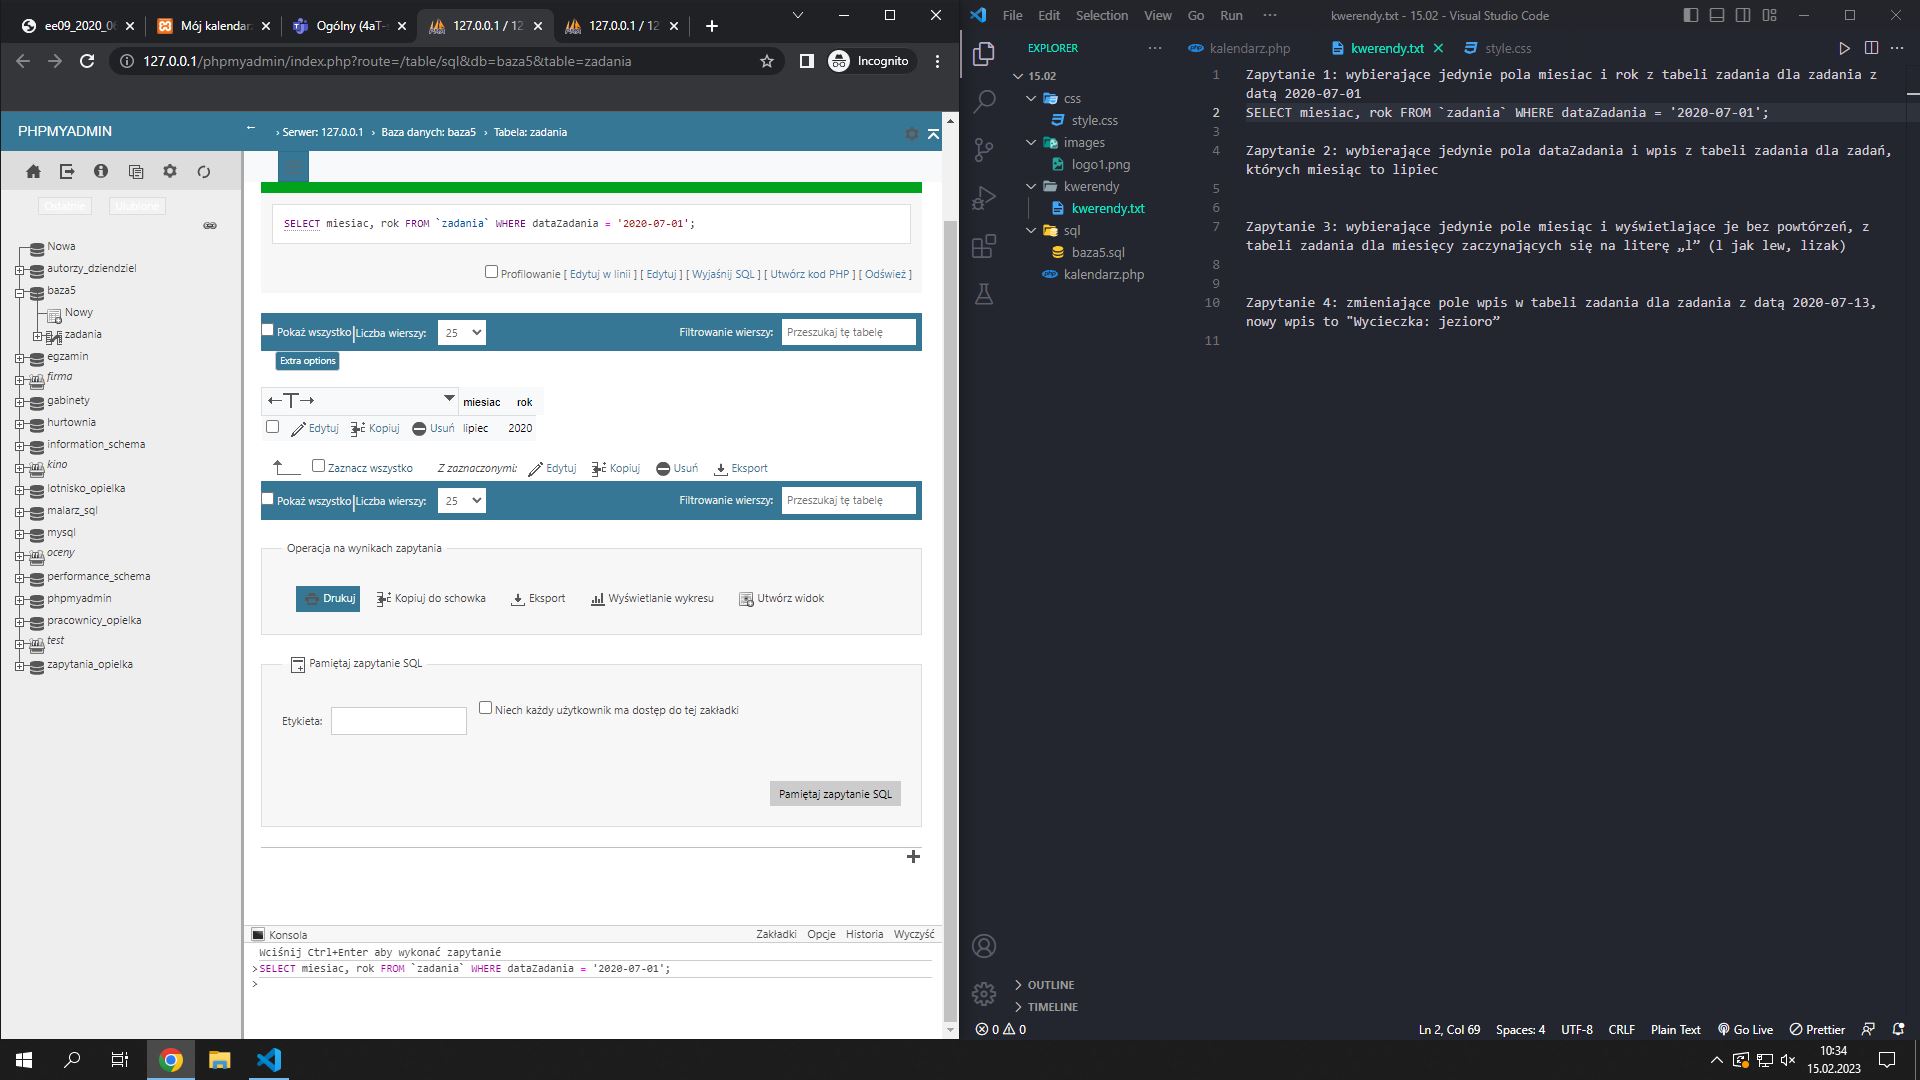 ee09_2020_06
Mój kalendarz
Ogólny (4aT-
127.0.0.1 / 12
127.0.0.1 / 12
127.0.0.1/phpmyadmin/index.php?route=/table/sql&db=baza5&table=zadania
Incognito
PHPMYADMIN
Ostatnie
Ulubione
Nowa
autorzy_dziendziel
baza5
Nowy
zadania
egzamin
firma
gabinety
hurtownia
information_schema
kino
lotnisko_opielka
malarz_sql
mysql
oceny
performance_schema
phpmyadmin
pracownicy_opielka
test
zapytania_opielka
← › Serwer: 127.0.0.1 › Baza danych: baza5 › Tabela: zadania
SELECT miesiac, rok FROM `zadania` WHERE dataZadania = '2020-07-01';
Profilowanie [ Edytuj w linii ] [ Edytuj ] [ Wyjaśnij SQL ] [ Utwórz kod PHP ] [ Odśwież ]
Pokaż wszystko Liczba wierszy: 25 Filtrowanie wierszy: Przeszukaj tę tabelę
Extra options
←T→ miesiac rok
Edytuj Kopiuj Usuń lipiec 2020
Zaznacz wszystko Z zaznaczonymi: Edytuj Kopiuj Usuń Eksport
Pokaż wszystko Liczba wierszy: 25 Filtrowanie wierszy: Przeszukaj tę tabelę
Operacja na wynikach zapytania
Drukuj Kopiuj do schowka Eksport Wyświetlanie wykresu Utwórz widok
Pamiętaj zapytanie SQL
Etykieta: Niech każdy użytkownik ma dostęp do tej zakładki
Pamiętaj zapytanie SQL
Konsola Zakładki Opcje Historia Wyczyść
Wciśnij Ctrl+Enter aby wykonać zapytanie
>SELECT miesiac, rok FROM `zadania` WHERE dataZadania = '2020-07-01';
>
File Edit Selection View Go Run ··· kwerendy.txt - 15.02 - Visual Studio Code
EXPLORER
15.02
css
style.css
images
logo1.png
kwerendy
kwerendy.txt
sql
baza5.sql
kalendarz.php
OUTLINE
TIMELINE
kalendarz.php kwerendy.txt style.css
1 Zapytanie 1: wybierające jedynie pola miesiac i rok z tabeli zadania dla zadania z
datą 2020-07-01
2 SELECT miesiac, rok FROM `zadania` WHERE dataZadania = '2020-07-01';
3
4 Zapytanie 2: wybierające jedynie pola dataZadania i wpis z tabeli zadania dla zadań,
których miesiąc to lipiec
5
6
7 Zapytanie 3: wybierające jedynie pole miesiąc i wyświetlające je bez powtórzeń, z
tabeli zadania dla miesięcy zaczynających się na literę „l” (l jak lew, lizak)
8
9
10 Zapytanie 4: zmieniające pole wpis w tabeli zadania dla zadania z datą 2020-07-13,
nowy wpis to "Wycieczka: jezioro”
11
0 0 Ln 2, Col 69 Spaces: 4 UTF-8 CRLF Plain Text Go Live Prettier
10:34
15.02.2023